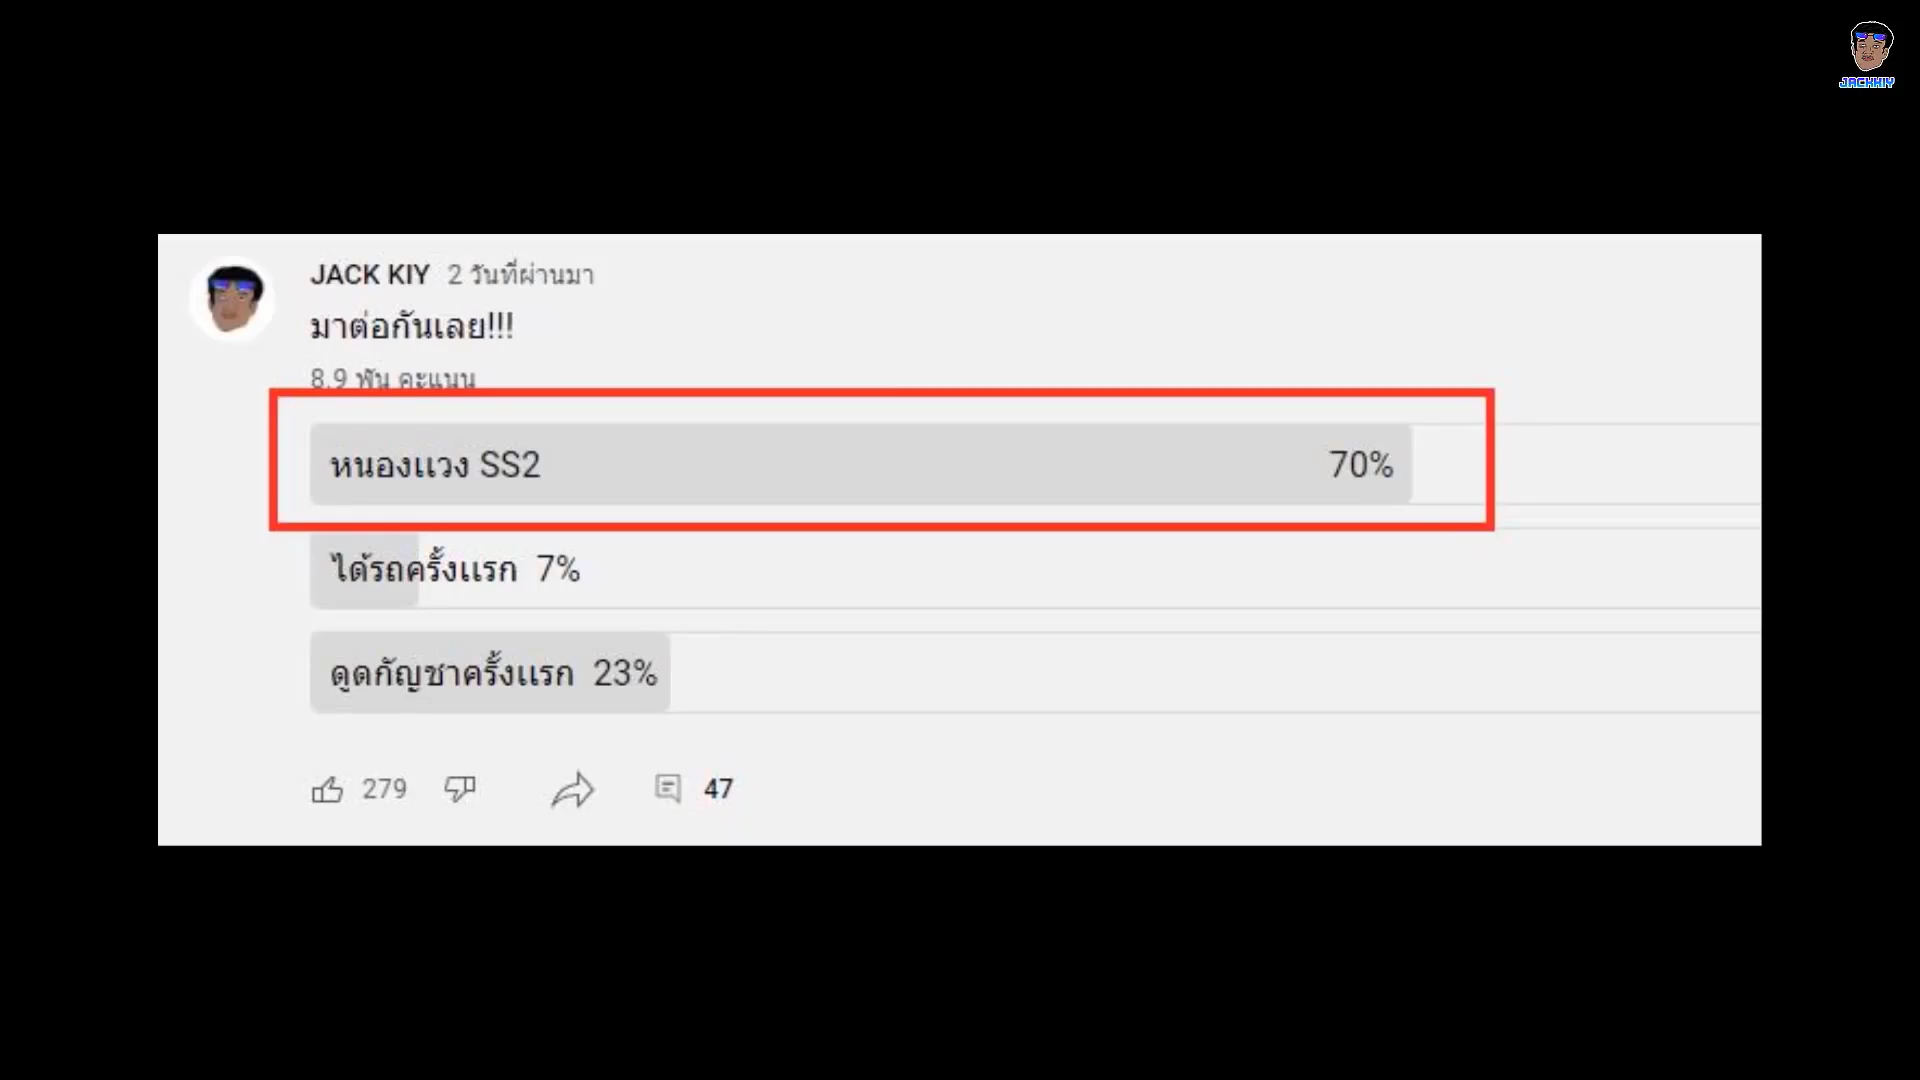 JACKKIY
JACK KIY 2 วันที่ผ่านมา
มาต่อกันเลย!!!
8.9 พัน คะแนน
หนองแวง SS2 70%
ได้รถครั้งแรก 7%
ดูดกัญชาครั้งแรก 23%
279 47